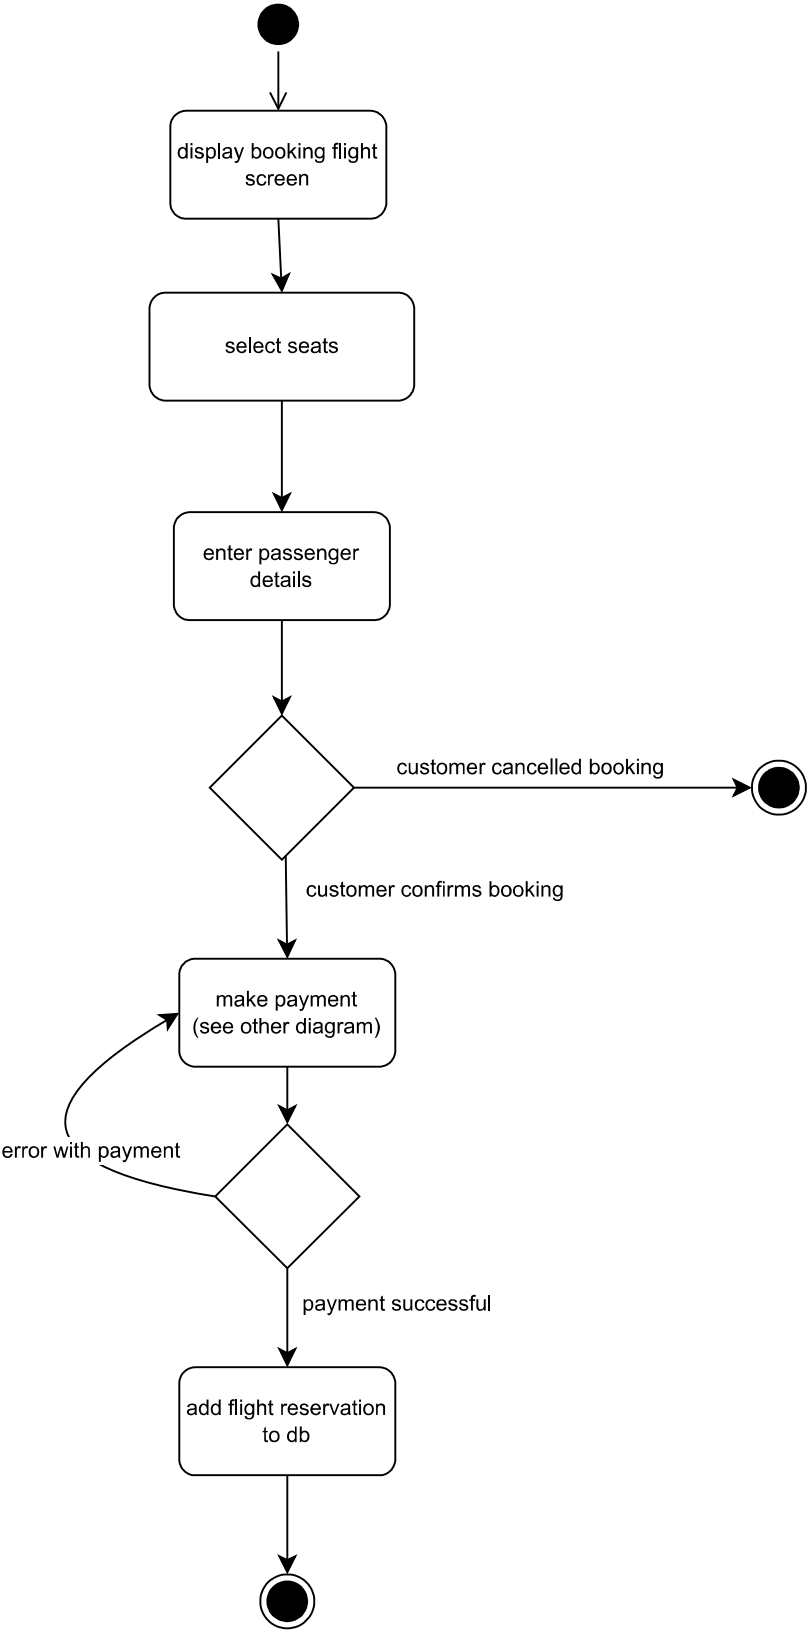 display booking flight
screen
select seats
enter passenger
details
customer cancelled booking
customer confirms booking
make payment
(see other diagram)
error with payment
payment successful
add flight reservation
to db